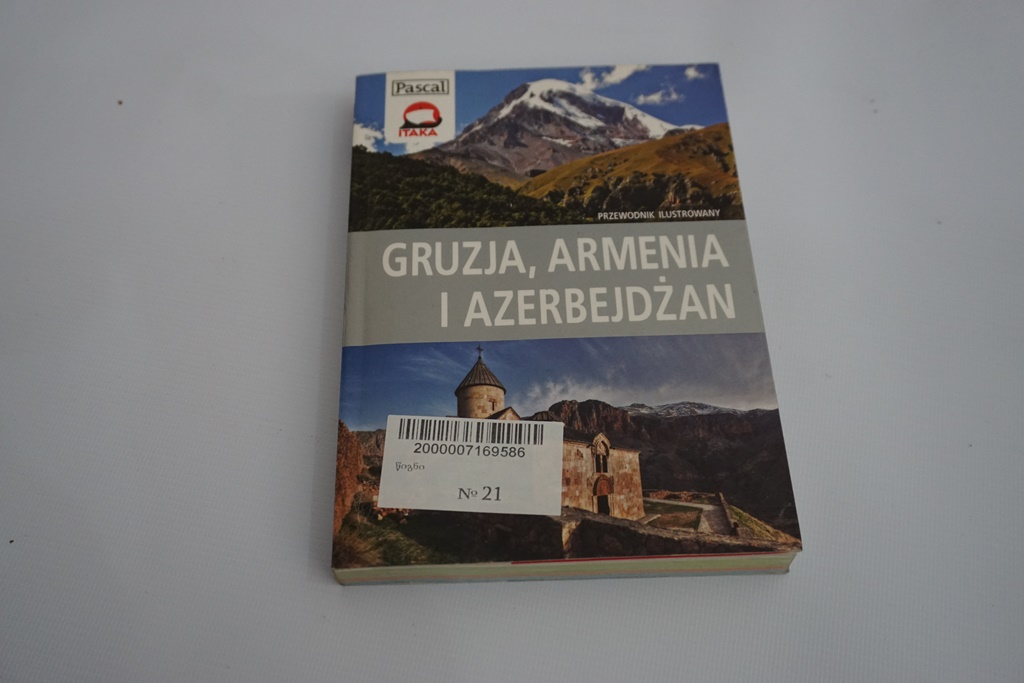 Pascal
ITAKA
PRZEWODNIK ILUSTROWANY
GRUZJA, ARMENIA
I AZERBEJDŻAN
2000007169586
წიგნი
№ 21